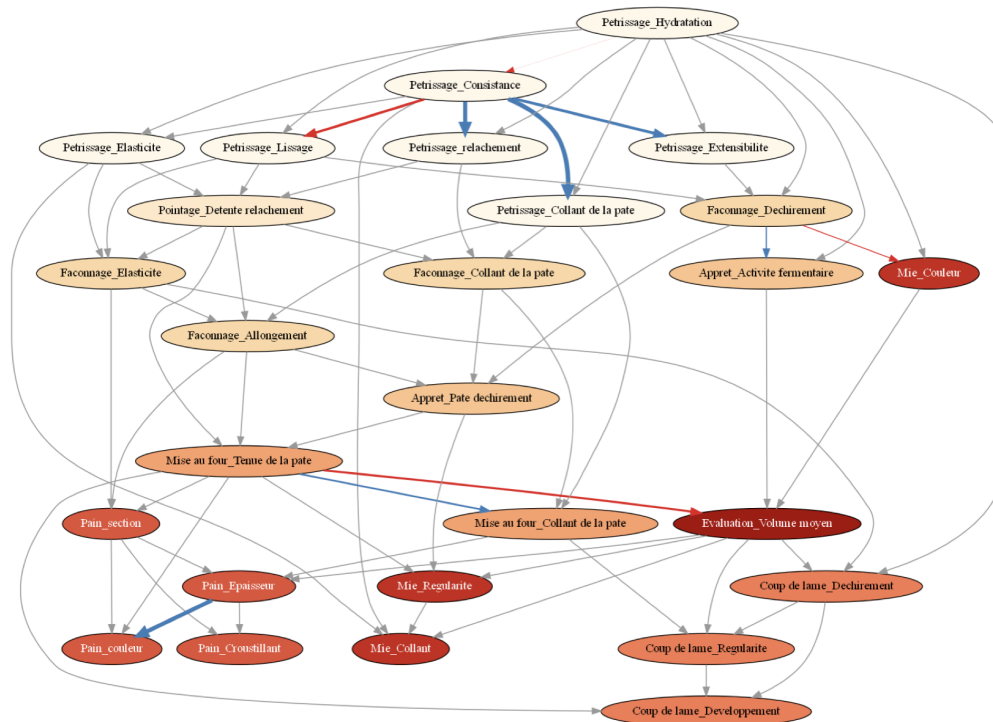 Petrissage_Hydratation
Petrissage_Consistance
Petrissage_Elasticite
Petrissage_Lissage
Petrissage_relachement
Petrissage_Extensibilite
Pointage_Detente relachement
Petrissage_Collant de la pate
Faconnage_Dechirement
Faconnage_Elasticite
Faconnage_Collant de la pate
Appret_Activite fermentaire
Mie_Couleur
Faconnage_Allongement
Appret_Pate dechirement
Mise au four_Tenue de la pate
Pain_section
Mise au four_Collant de la pate
Evaluation_Volume moyen
Pain_Epaisseur
Mie_Regularite
Coup de lame_Dechirement
Pain_couleur
Pain_Croustillant
Mie_Collant
Coup de lame_Regularite
Coup de lame_Developpement